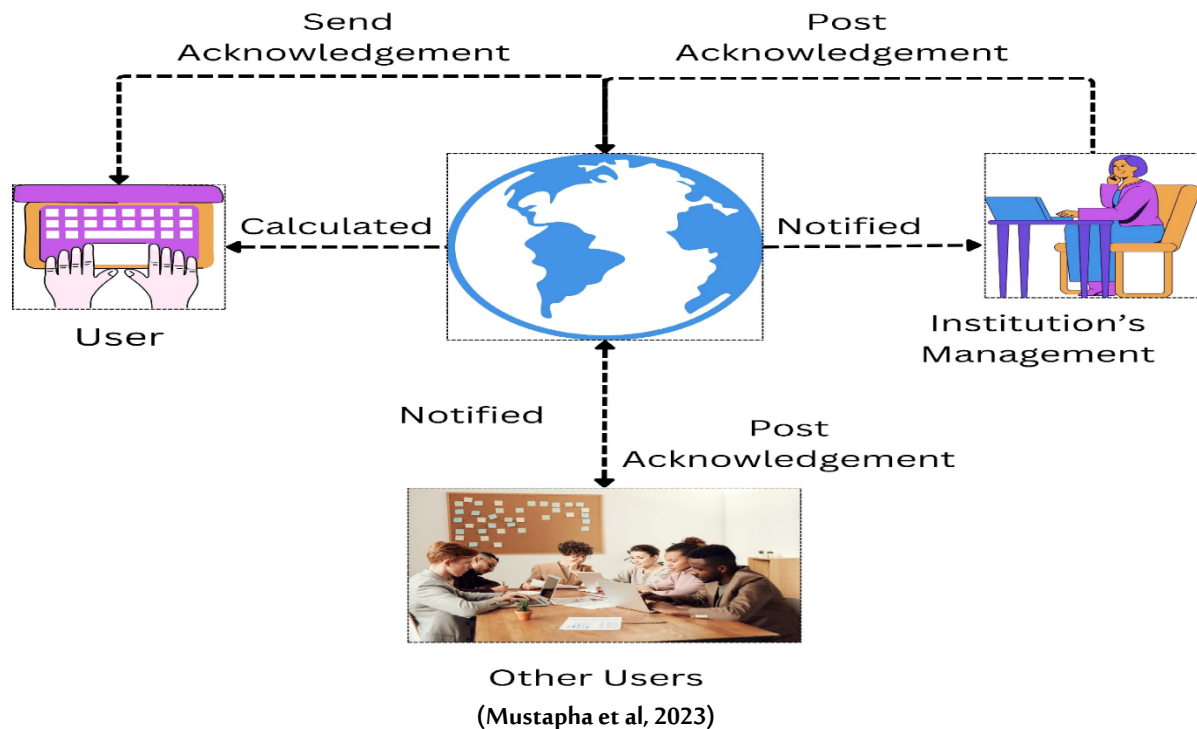 Send
Acknowledgement
Post
Acknowledgement
Calculated
Notified
User
Institution’s
Management
Notified
Post
Acknowledgement
Other Users
(Mustapha et al, 2023)